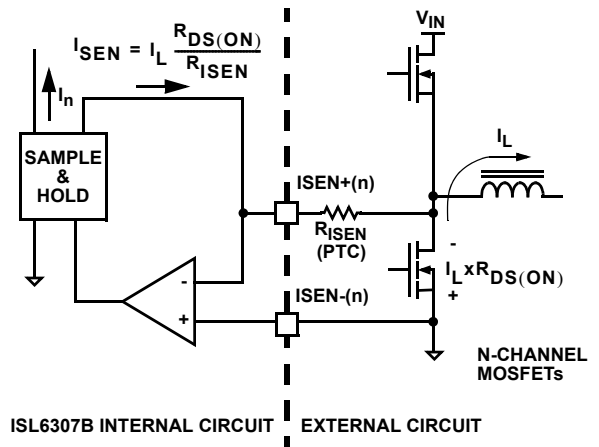 I_SEN = I_L R_DS(ON) / R_ISEN
V_IN
I_n
SAMPLE
&
HOLD
I_L
ISEN+(n)
R_ISEN
(PTC)
-
I_L x R_DS(ON)
+
-
+
ISEN-(n)
N-CHANNEL
MOSFETs
ISL6307B INTERNAL CIRCUIT
EXTERNAL CIRCUIT